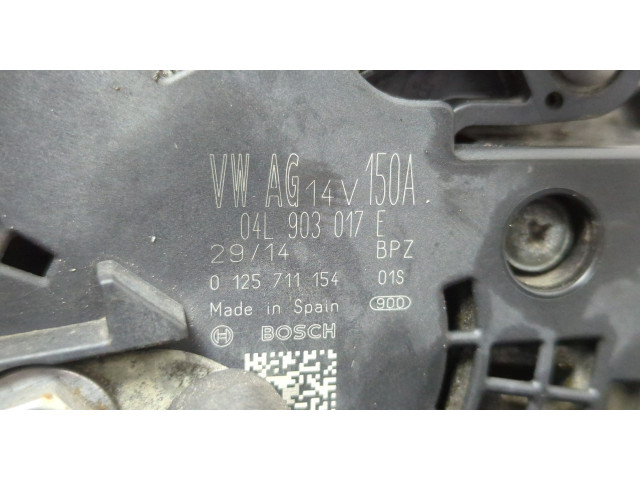 VW AG 14V 150A
04L 903 017 E
29/14 BPZ
0 125 711 154 01S
Made in Spain 900
BOSCH